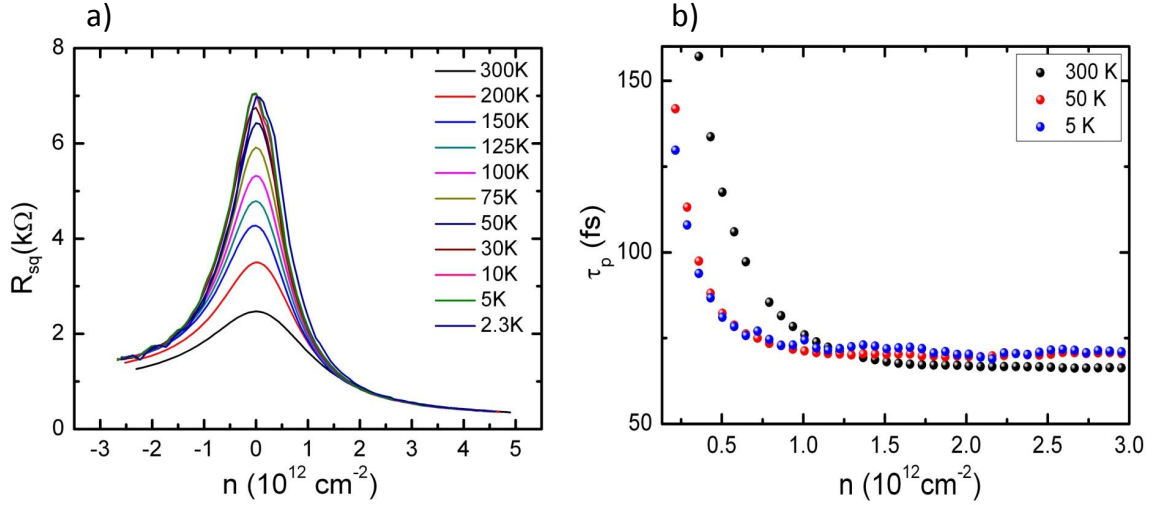 a)
8
6
4
2
0
R_sq(kΩ)
300K
200K
150K
125K
100K
75K
50K
30K
10K
5K
2.3K
-3 -2 -1 0 1 2 3 4 5
n (10^12 cm^-2)
b)
150
100
50
τ_p (fs)
300 K
50 K
5 K
0.5 1.0 1.5 2.0 2.5 3.0
n (10^12 cm^-2)